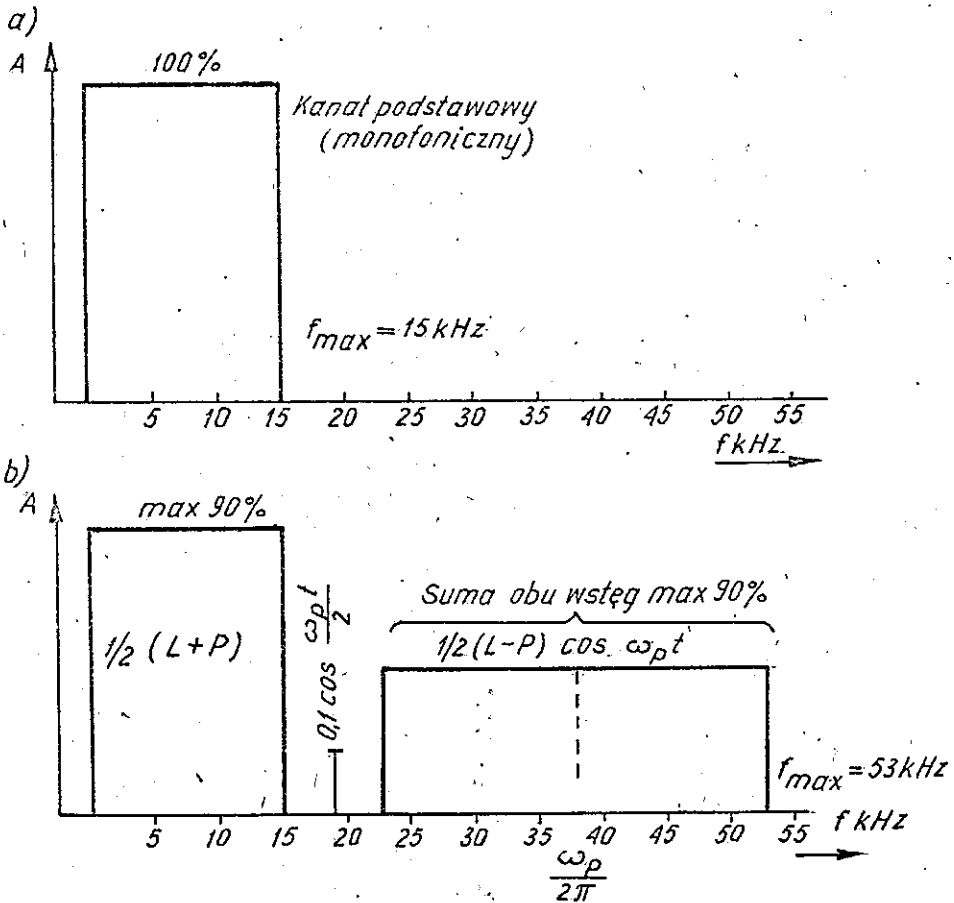 a)
A
100%
Kanał podstawowy
(monofoniczny)
f_max = 15 kHz
5 10 15 20 25 30 35 40 45 50 55
f kHz
b)
A
max 90%
1/2 (L+P)
0,1 cos ω_p t / 2
Suma obu wstęg max 90%
1/2 (L-P) cos ω_p t
f_max = 53 kHz
5 10 15 20 25 30 35 40 45 50 55 f kHz
ω_p / 2π